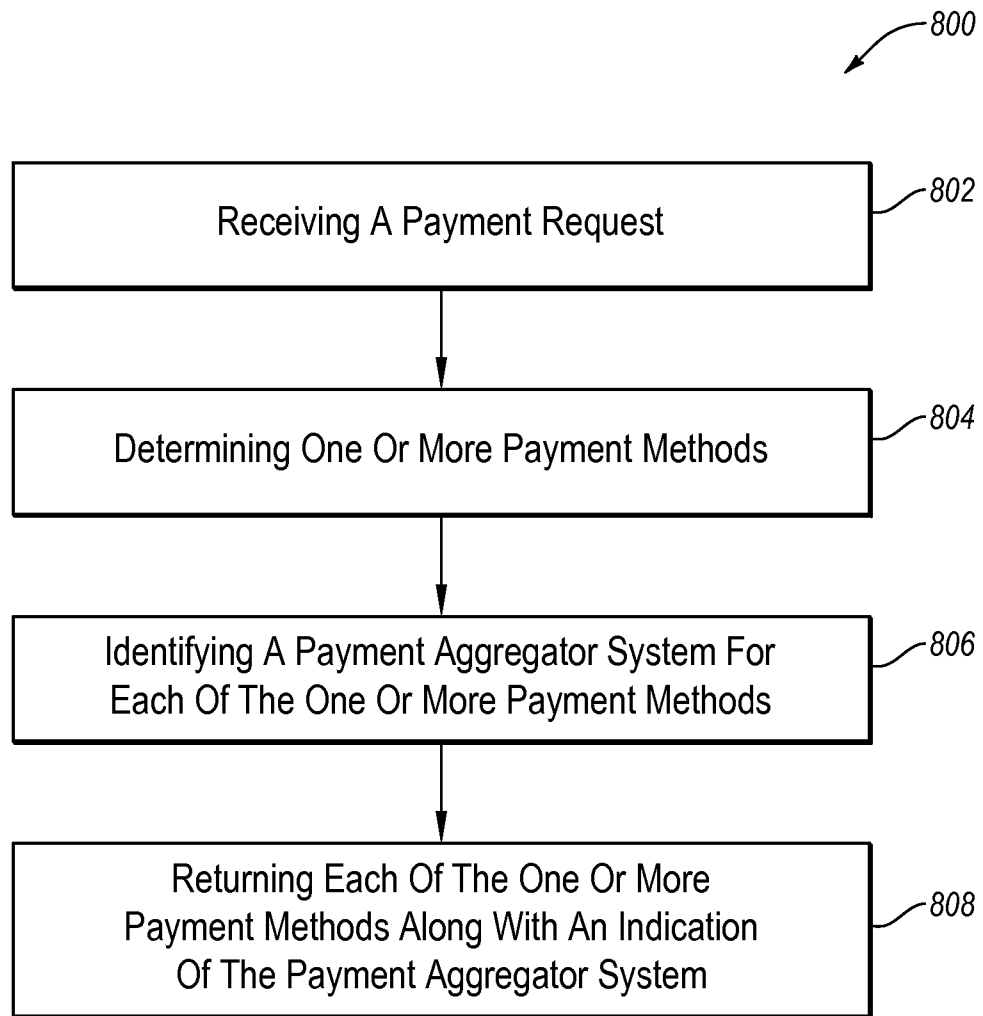 800
Receiving A Payment Request
802
Determining One Or More Payment Methods
804
Identifying A Payment Aggregator System For
Each Of The One Or More Payment Methods
806
Returning Each Of The One Or More
Payment Methods Along With An Indication
Of The Payment Aggregator System
808